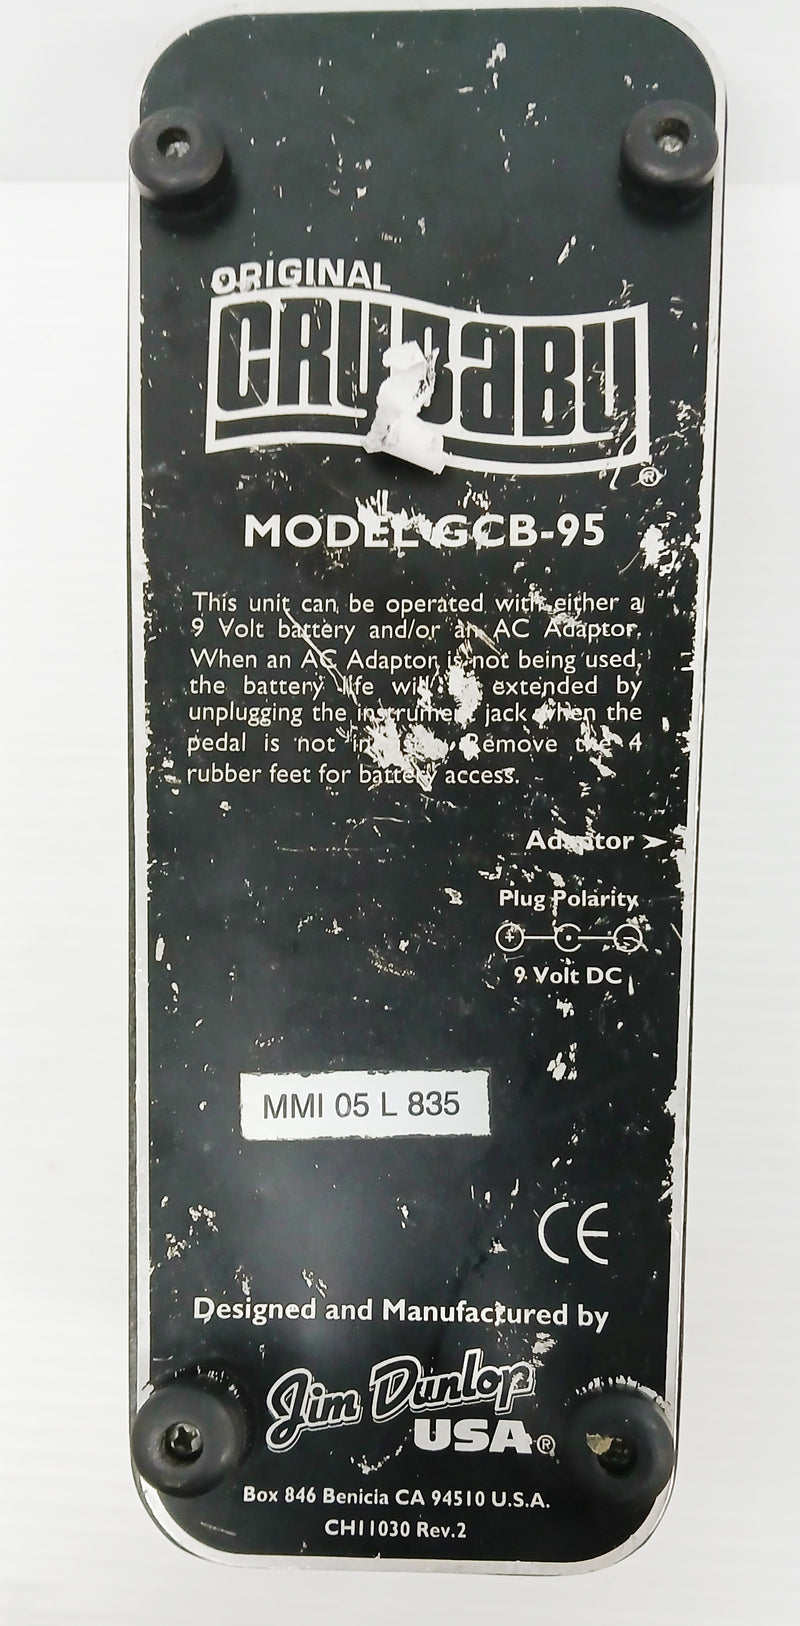 ORIGINAL
CRYBABY
®
MODEL GCB-95
This unit can be operated with either a
9 Volt battery and/or an AC Adaptor.
When an AC Adaptor is not being used,
the battery life will be extended by
unplugging the instrument jack when the
pedal is not in use. Remove the 4
rubber feet for battery access.
Adaptor ➤
Plug Polarity
+ -
9 Volt DC
MMI 05 L 835
CE
Designed and Manufactured by
Jim Dunlop
USA®
Box 846 Benicia CA 94510 U.S.A.
CH11030 Rev.2